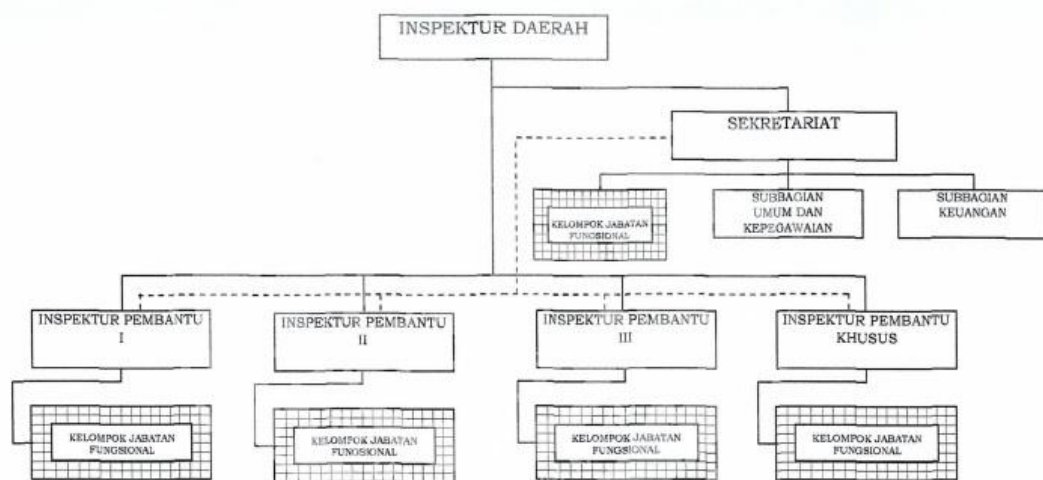 INSPEKTUR DAERAH
SEKRETARIAT
KELOMPOK JABATAN
FUNGSIONAL
SUBBAGIAN
UMUM DAN
KEPEGAWAIAN
SUBBAGIAN
KEUANGAN
INSPEKTUR PEMBANTU
I
INSPEKTUR PEMBANTU
II
INSPEKTUR PEMBANTU
III
INSPEKTUR PEMBANTU
KHUSUS
KELOMPOK JABATAN
FUNGSIONAL
KELOMPOK JABATAN
FUNGSIONAL
KELOMPOK JABATAN
FUNGSIONAL
KELOMPOK JABATAN
FUNGSIONAL